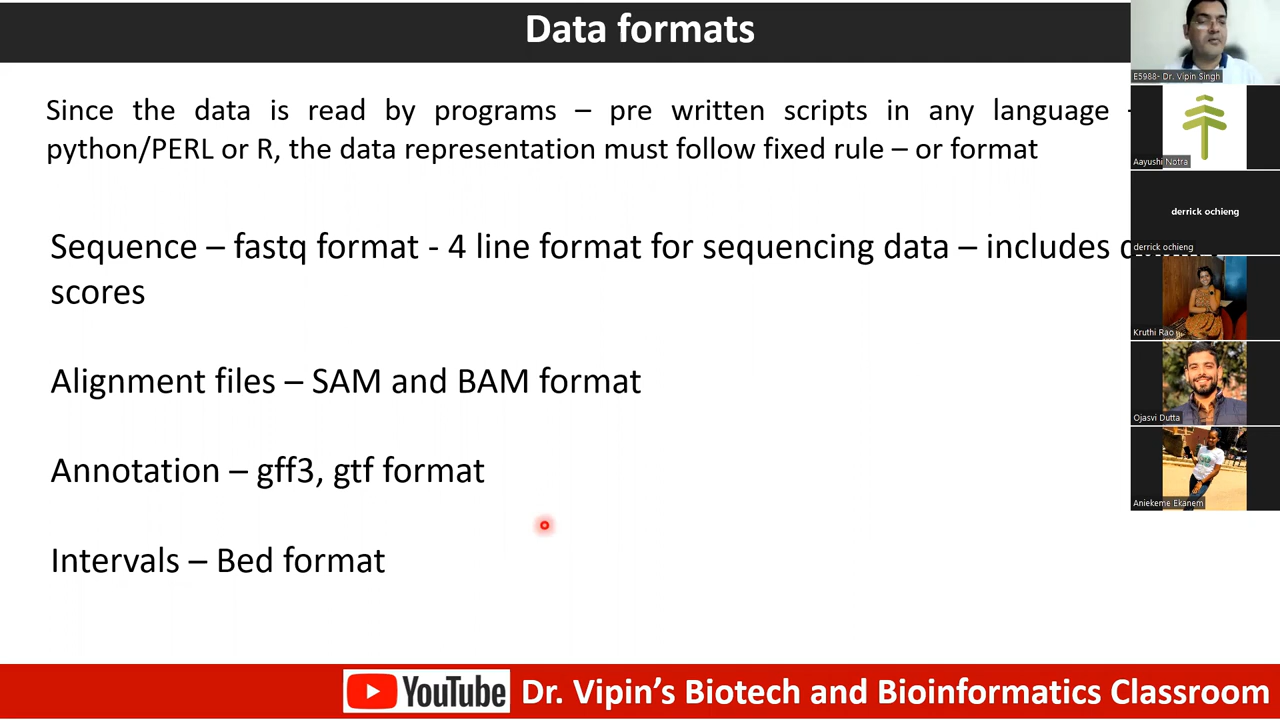 Data formats
Since the data is read by programs – pre written scripts in any language -
python/PERL or R, the data representation must follow fixed rule – or format
Sequence – fastq format - 4 line format for sequencing data – includes
scores
Alignment files – SAM and BAM format
Annotation – gff3, gtf format
Intervals – Bed format
YouTube Dr. Vipin's Biotech and Bioinformatics Classroom
E5988- Dr. Vipin Singh
Aayushi Notra
derrick ochieng
derrick ochieng
Kruthi Rao
Ojasvi Dutta
Aniekeme Ekanem